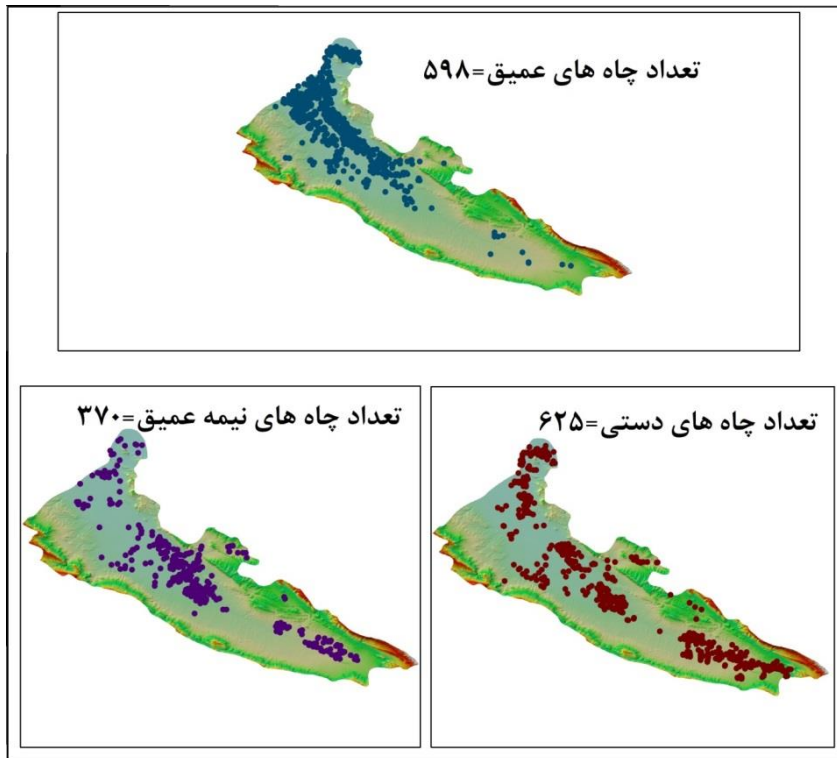 تعداد چاه های عمیق=۵۹۸
تعداد چاه های دستی=۶۲۵
تعداد چاه های نیمه عمیق=۳۷۰